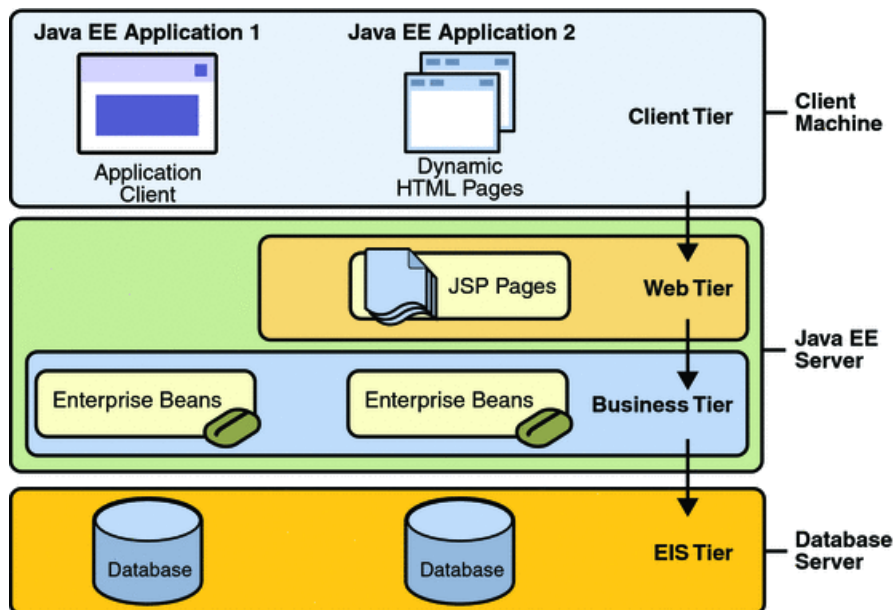 Java EE Application 1
Java EE Application 2
Application
Client
Dynamic
HTML Pages
Client Tier
Client
Machine
JSP Pages
Web Tier
Java EE
Server
Enterprise Beans
Enterprise Beans
Business Tier
Database
Database
EIS Tier
Database
Server